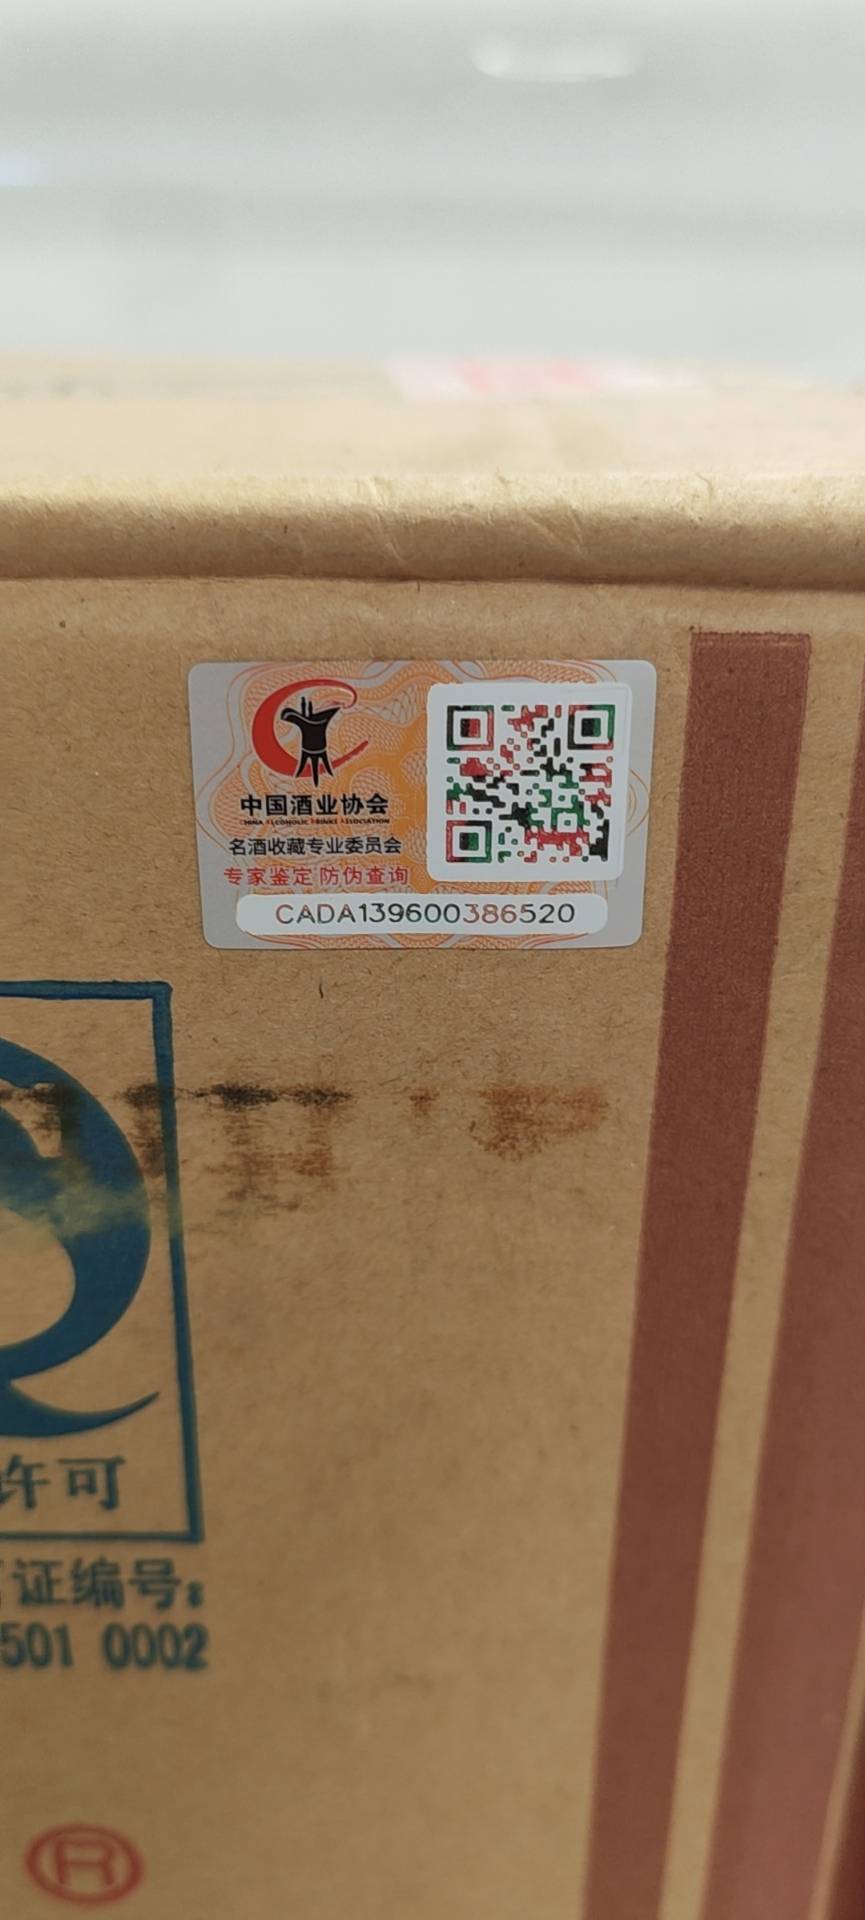 中国酒业协会
CHINA ALCOHOLIC DRINKS ASSOCIATION
名酒收藏专业委员会
专家鉴定 防伪查询
CADA139600386520
许可
证编号:
501 0002
®